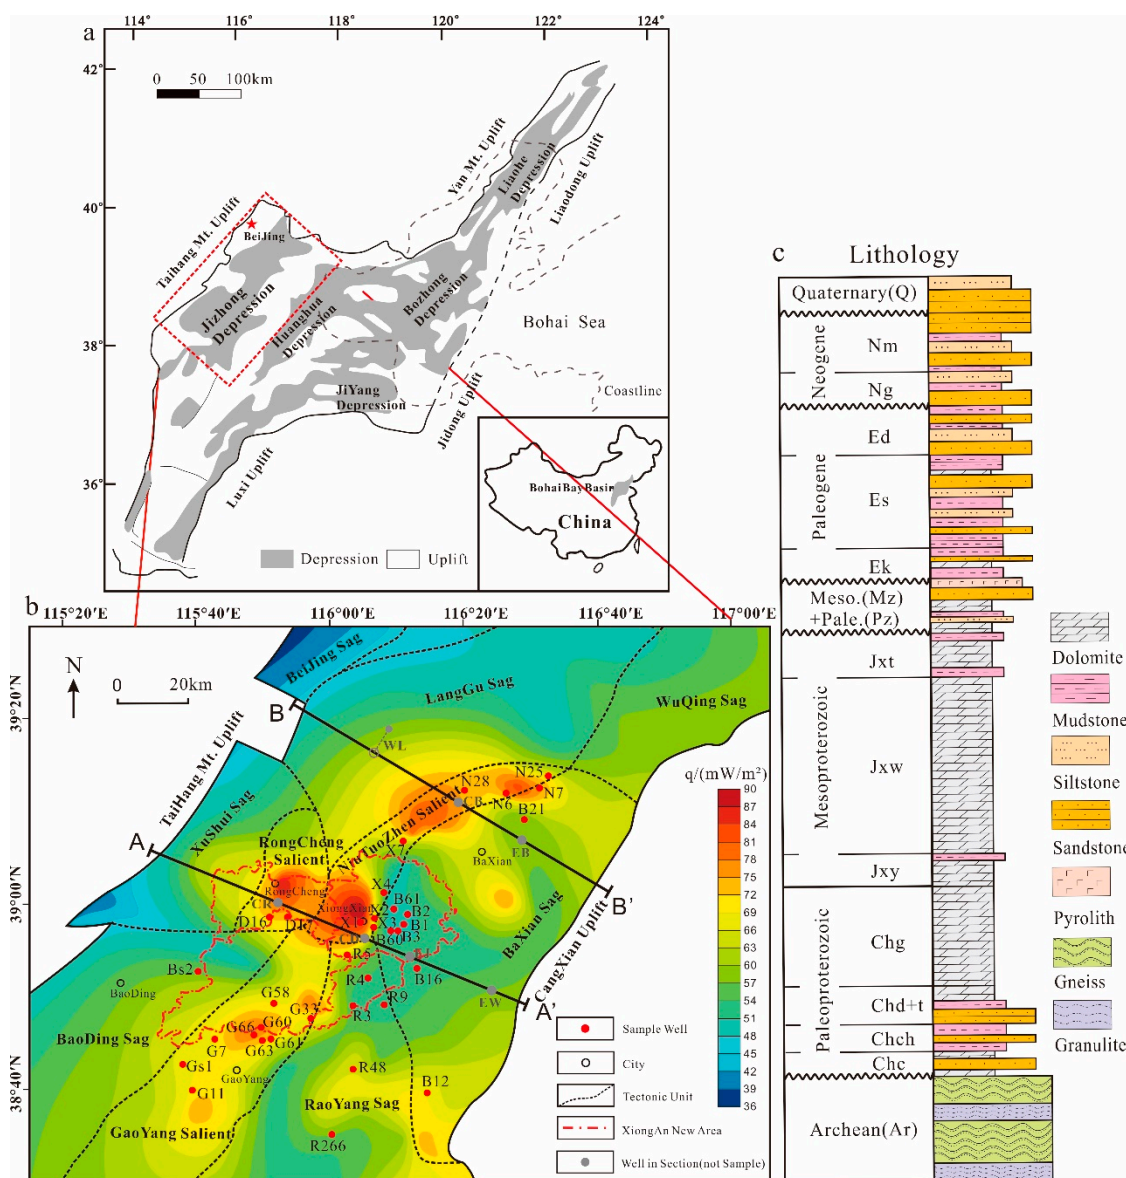 a
114°
116°
118°
120°
122°
124°
42°
40°
38°
36°
0 50 100km
Taihang Mt. Uplift
BeiJing
Jizhong
Depression
Huanghua
Depression
Bozhong
Depression
JiYang
Depression
Liaohe
Depression
Yan Mt. Uplift
Liaodong Uplift
Bohai Sea
Coastline
Jidong Uplift
Luxi Uplift
Depression
Uplift
BohaiBayBasin
China
b
115°20′E
115°40′E
116°00′E
116°20′E
116°40′E
117°00′E
39°20′N
39°00′N
38°40′N
N
0 20km
BeiJing Sag
LangGu Sag
WuQing Sag
TaiHang Mt. Uplift
XuShui Sag
RongCheng
Salient
NiuTuoZhen Salient
BaXian Sag
CangXian Uplift
BaoDing Sag
GaoYang Salient
RaoYang Sag
B
B'
A
A'
WL
CB
EB
N28
N25
N6
N7
B21
BaXian
X7
X4
RongCheng
CR
XiongXian
D16
X12
X2
X3
B61
B2
B1
B3
B60
R5
R4
B16
EW
Bs2
BaoDing
G58
G33
R3
R9
G66
G60
G63
G61
G7
Gs1
GaoYang
G11
R48
B12
R266
q/(mW/m²)
90
87
84
81
78
75
72
69
66
63
60
57
54
51
48
45
42
39
36
Sample Well
City
Tectonic Unit
XiongAn New Area
Well in Section(not Sample)
c
Lithology
Quaternary(Q)
Neogene
Nm
Ng
Paleogene
Ed
Es
Ek
Meso.(Mz)
+Pale.(Pz)
Mesoproterozoic
Jxt
Jxw
Jxy
Paleoproterozoic
Chg
Chd+t
Chch
Chc
Archean(Ar)
Dolomite
Mudstone
Siltstone
Sandstone
Pyrolith
Gneiss
Granulite